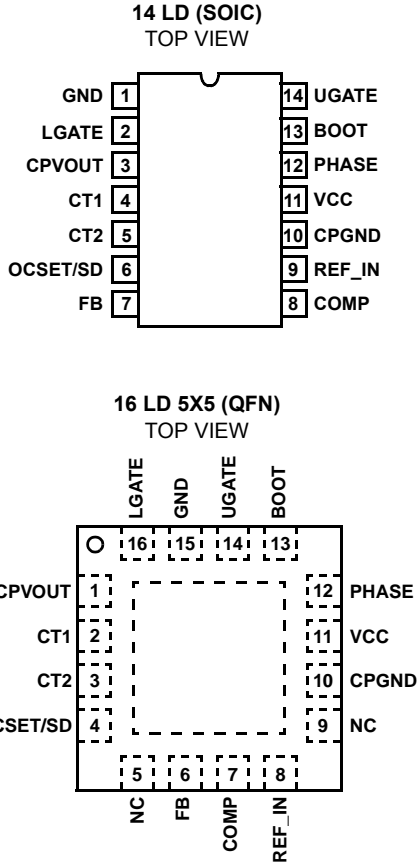 14 LD (SOIC)
TOP VIEW
GND 1 14 UGATE
LGATE 2 13 BOOT
CPVOUT 3 12 PHASE
CT1 4 11 VCC
CT2 5 10 CPGND
OCSET/SD 6 9 REF_IN
FB 7 8 COMP
16 LD 5X5 (QFN)
TOP VIEW
LGATE GND UGATE BOOT
16 15 14 13
CPVOUT 1 12 PHASE
CT1 2 11 VCC
CT2 3 10 CPGND
CSET/SD 4 9 NC
5 6 7 8
NC FB COMP REF_IN